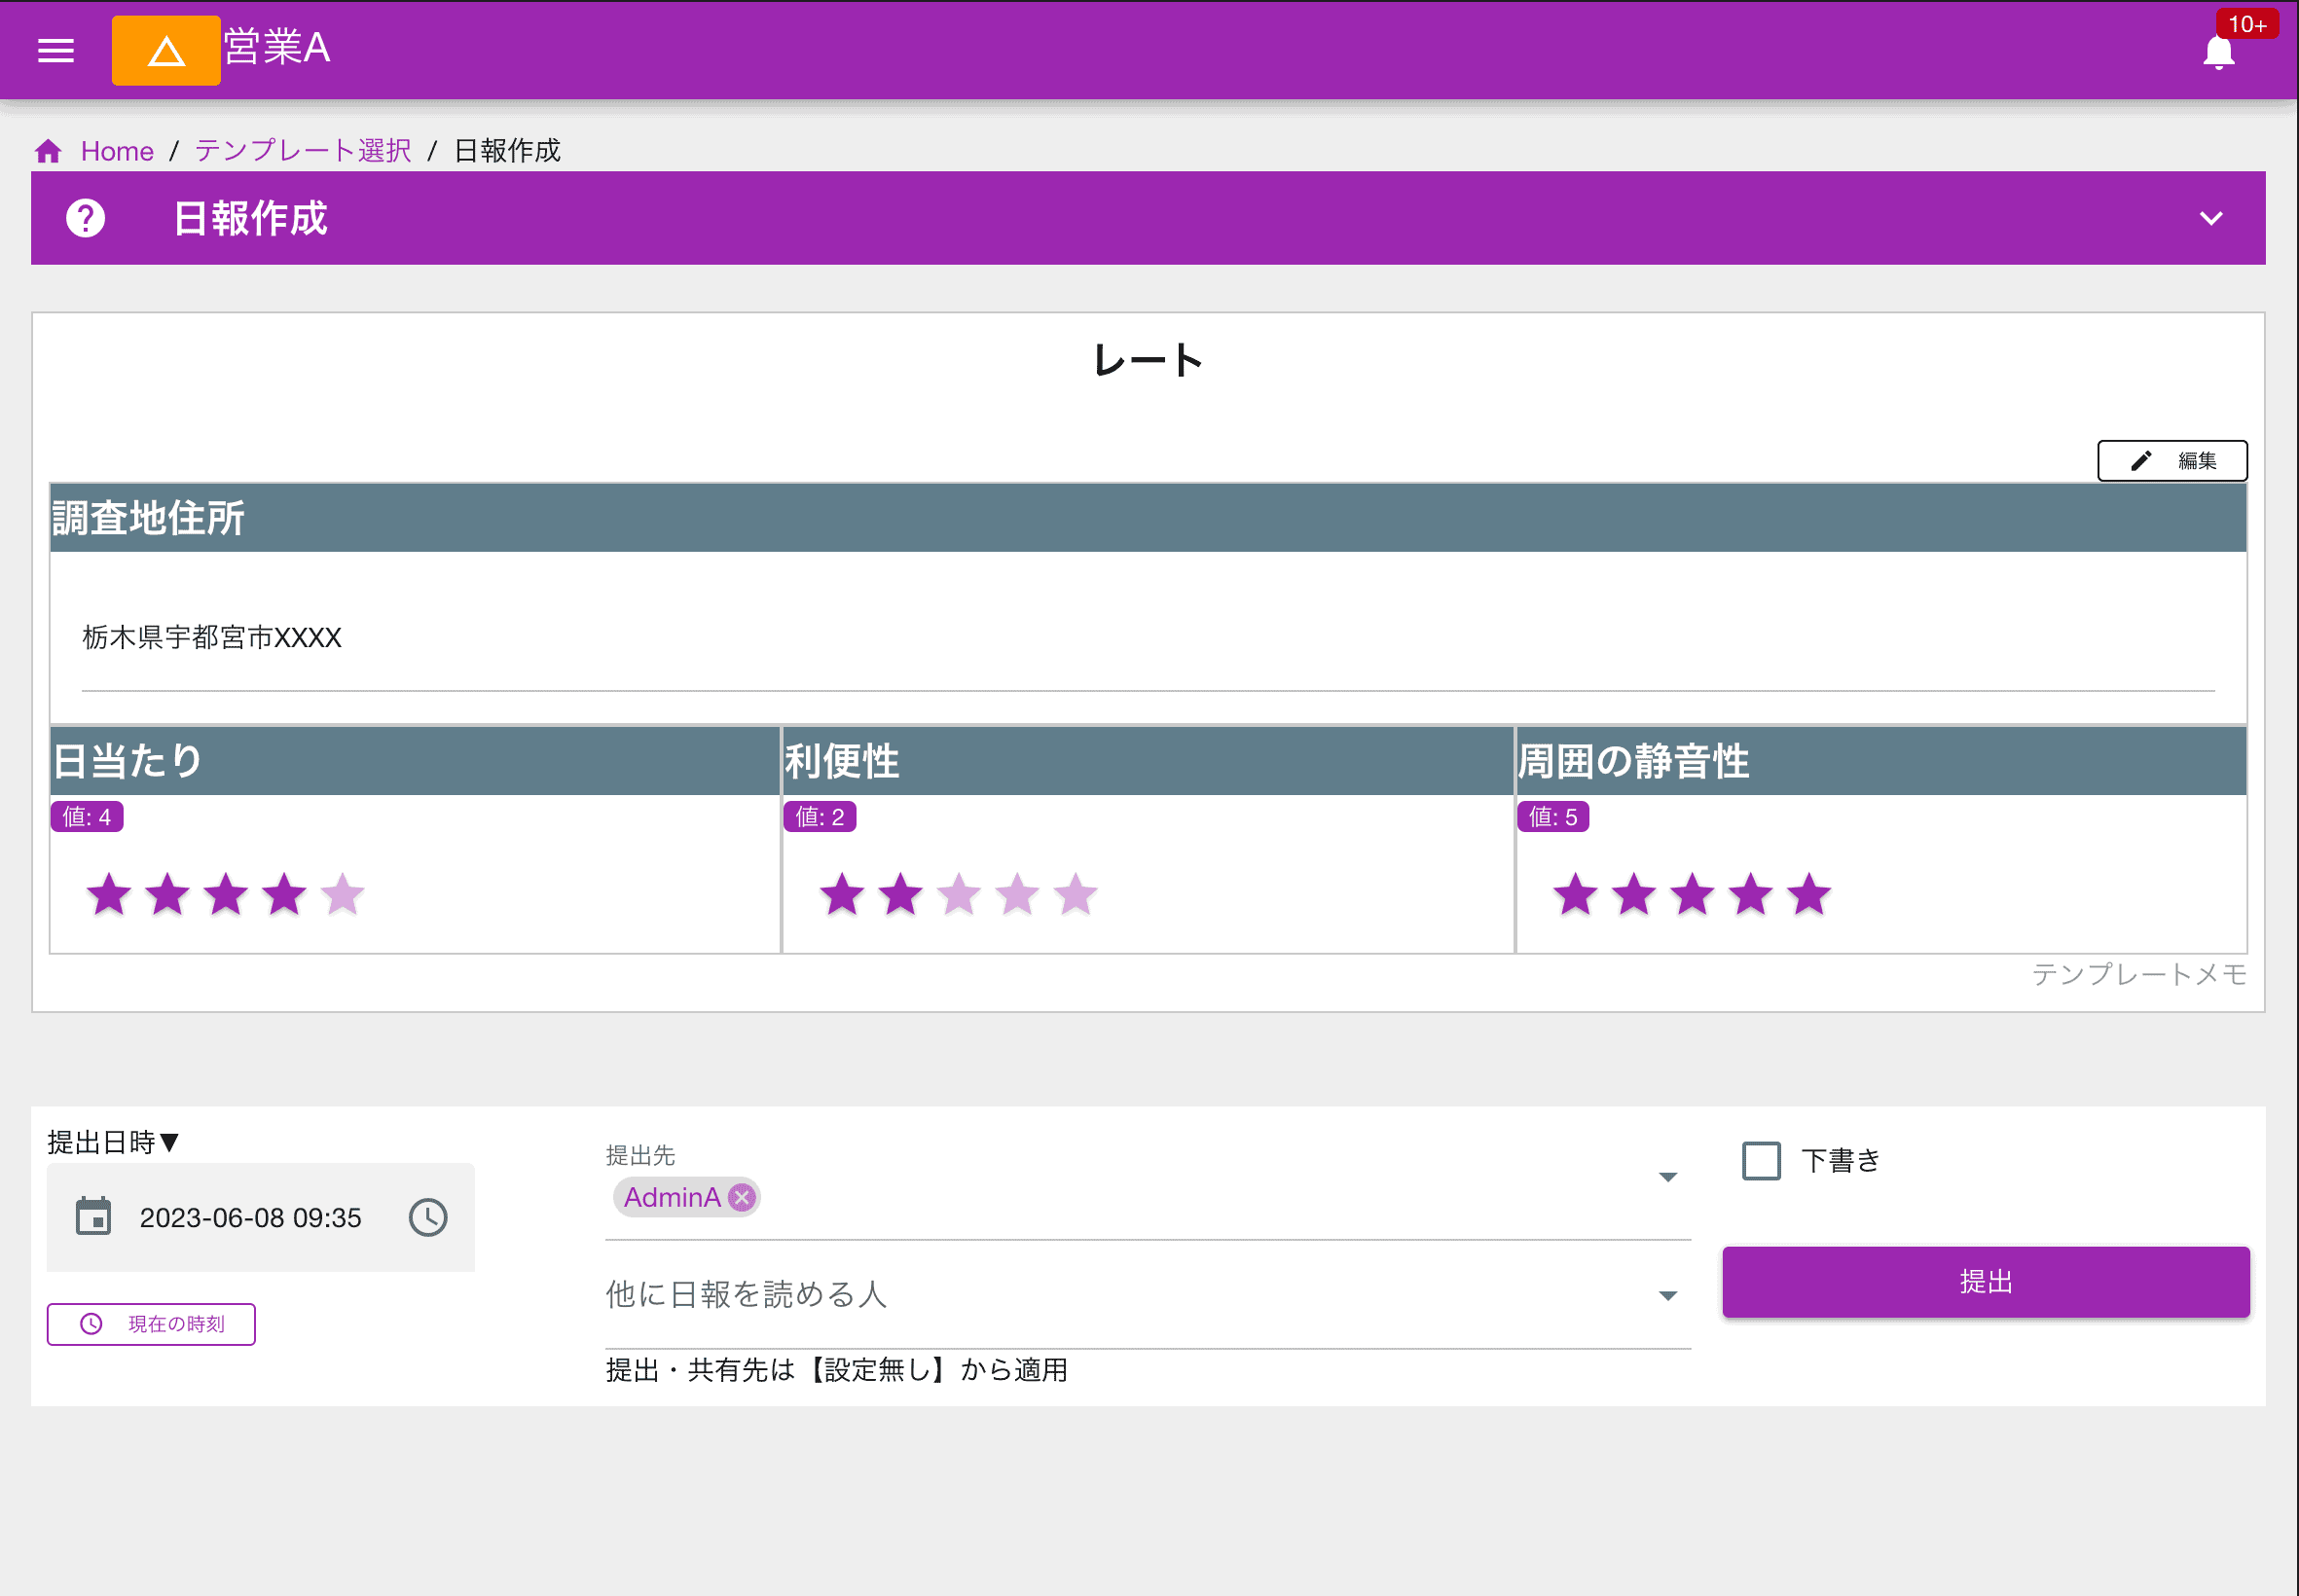 営業A
10+
Home / テンプレート選択 / 日報作成
日報作成
レート
編集
調査地住所
栃木県宇都宮市XXXX
日当たり
値: 4
利便性
値: 2
周囲の静音性
値: 5
テンプレートメモ
提出日時▼
2023-06-08 09:35
現在の時刻
提出先
AdminA
他に日報を読める人
提出・共有先は【設定無し】から適用
下書き
提出